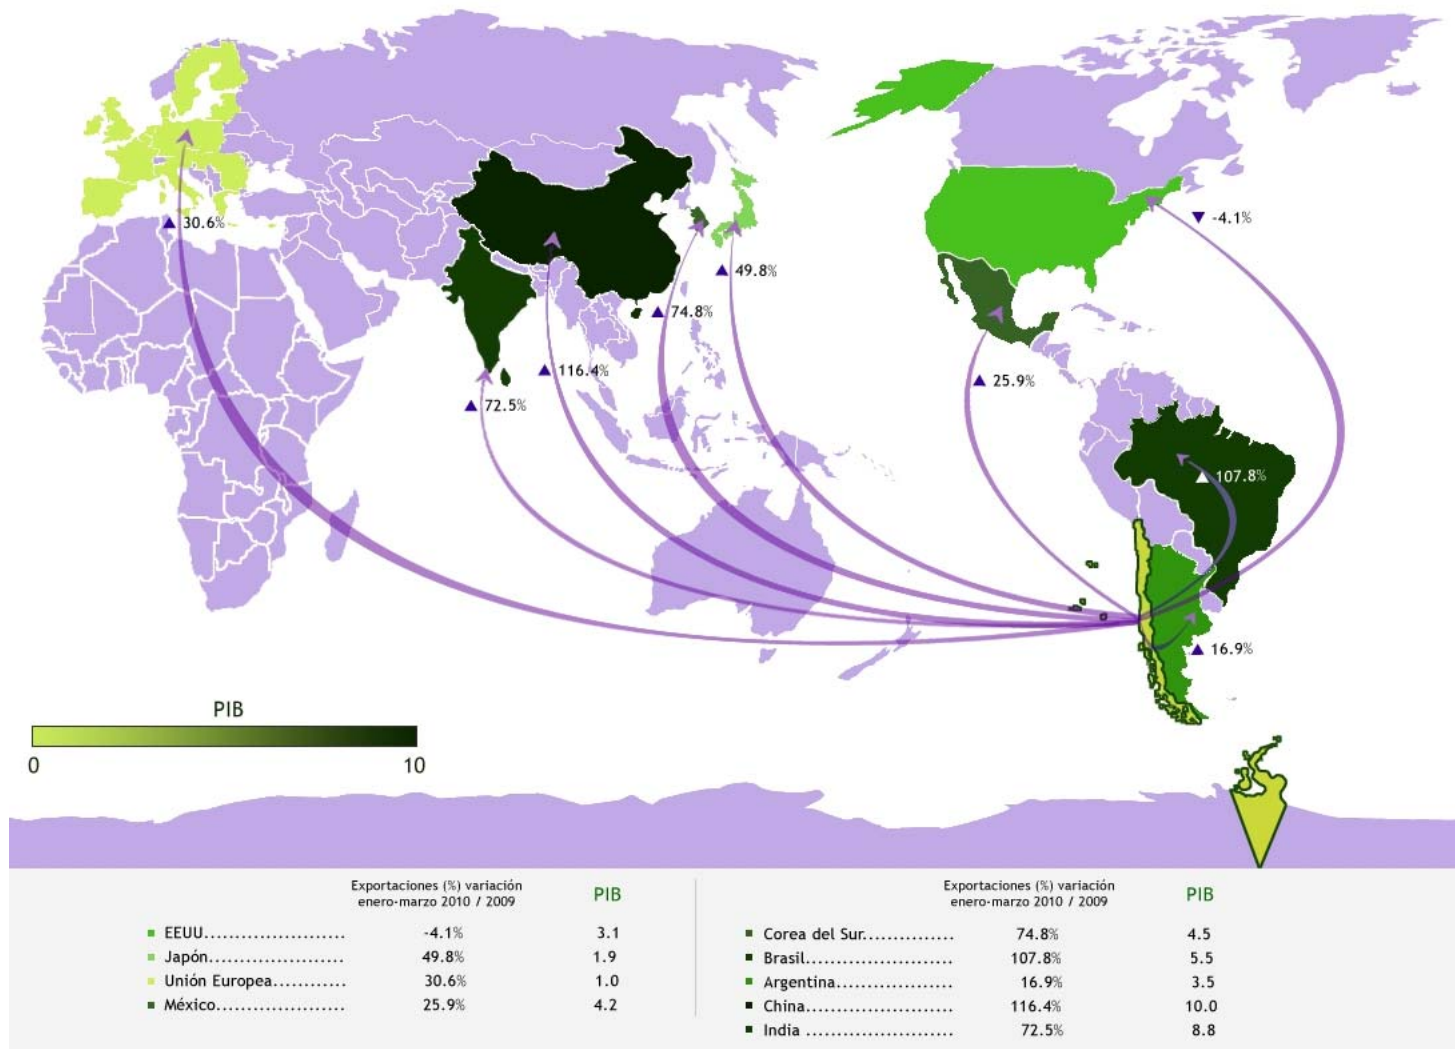 30.6%
-4.1%
49.8%
74.8%
116.4%
25.9%
72.5%
107.8%
16.9%
PIB
0 10
Exportaciones (%) variación
enero-marzo 2010 / 2009
PIB
EEUU....................... -4.1% 3.1
Japón...................... 49.8% 1.9
Unión Europea............ 30.6% 1.0
México...................... 25.9% 4.2
Exportaciones (%) variación
enero-marzo 2010 / 2009
PIB
Corea del Sur............... 74.8% 4.5
Brasil......................... 107.8% 5.5
Argentina.................... 16.9% 3.5
China......................... 116.4% 10.0
India ......................... 72.5% 8.8